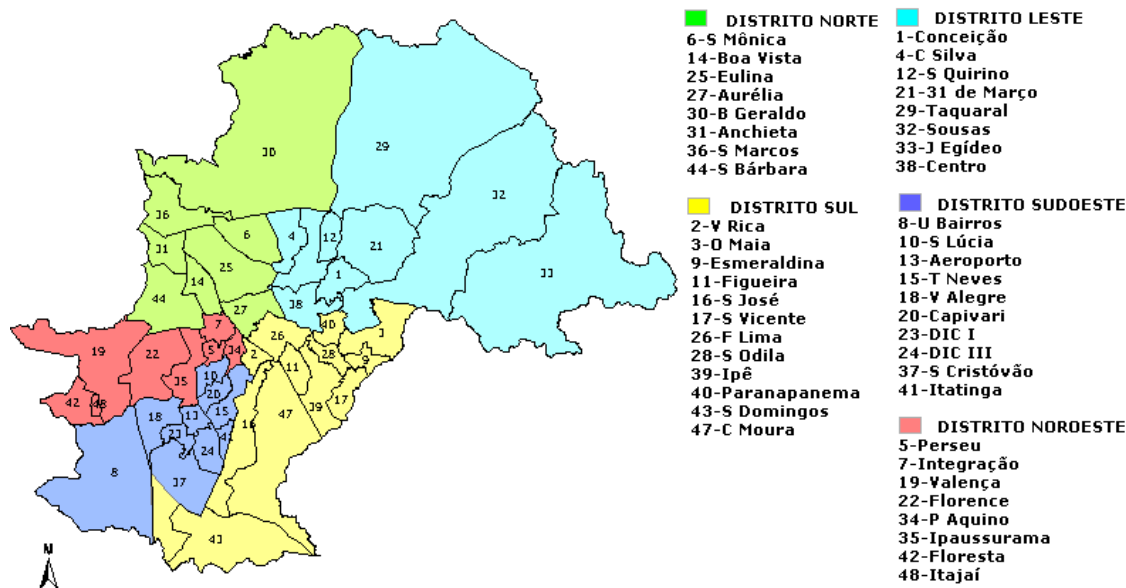 DISTRITO NORTE
6-S Mônica
14-Boa Vista
25-Eulina
27-Aurélia
30-B Geraldo
31-Anchieta
36-S Marcos
44-S Bárbara
DISTRITO LESTE
1-Conceição
4-C Silva
12-S Quirino
21-31 de Março
29-Taquaral
32-Sousas
33-J Egídeo
38-Centro
DISTRITO SUL
2-V Rica
3-O Maia
9-Esmeraldina
11-Figueira
16-S José
17-S Vicente
26-F Lima
28-S Odila
39-Ipê
40-Paranapanema
43-S Domingos
47-C Moura
DISTRITO SUDOESTE
8-U Bairros
10-S Lúcia
13-Aeroporto
15-T Neves
18-V Alegre
20-Capivari
23-DIC I
24-DIC III
37-S Cristóvão
41-Itatinga
DISTRITO NOROESTE
5-Perseu
7-Integração
19-Valença
22-Florence
34-P Aquino
35-Ipaussurama
42-Floresta
48-Itajaí
30
29
32
36
6
4
12
21
31
25
1
33
14
44
38
27
7
26
40
3
19
22
5
34
2
28
9
11
10
35
20
42
48
39
17
18
13
15
16
47
23
24
8
37
43
N